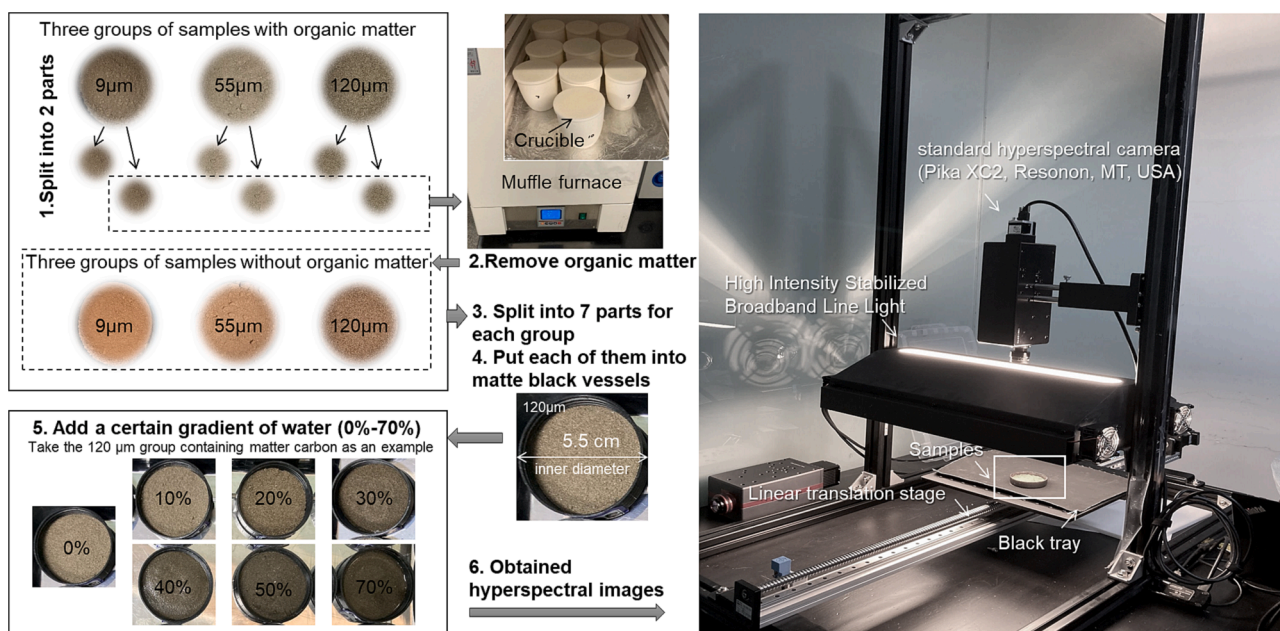 Three groups of samples with organic matter
1.Split into 2 parts
9μm
55μm
120μm
Crucible
Muffle furnace
2.Remove organic matter
Three groups of samples without organic matter
9μm
55μm
120μm
3. Split into 7 parts for
each group
4. Put each of them into
matte black vessels
120μm
5.5 cm
inner diameter
5. Add a certain gradient of water (0%-70%)
Take the 120 μm group containing matter carbon as an example
0%
10%
20%
30%
40%
50%
70%
6. Obtained
hyperspectral images
standard hyperspectral camera
(Pika XC2, Resonon, MT, USA)
High Intensity Stabilized
Broadband Line Light
Samples
Linear translation stage
Black tray